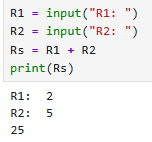 R1 = input("R1: ")
R2 = input("R2: ")
Rs = R1 + R2
print(Rs)
R1:  2
R2:  5
25